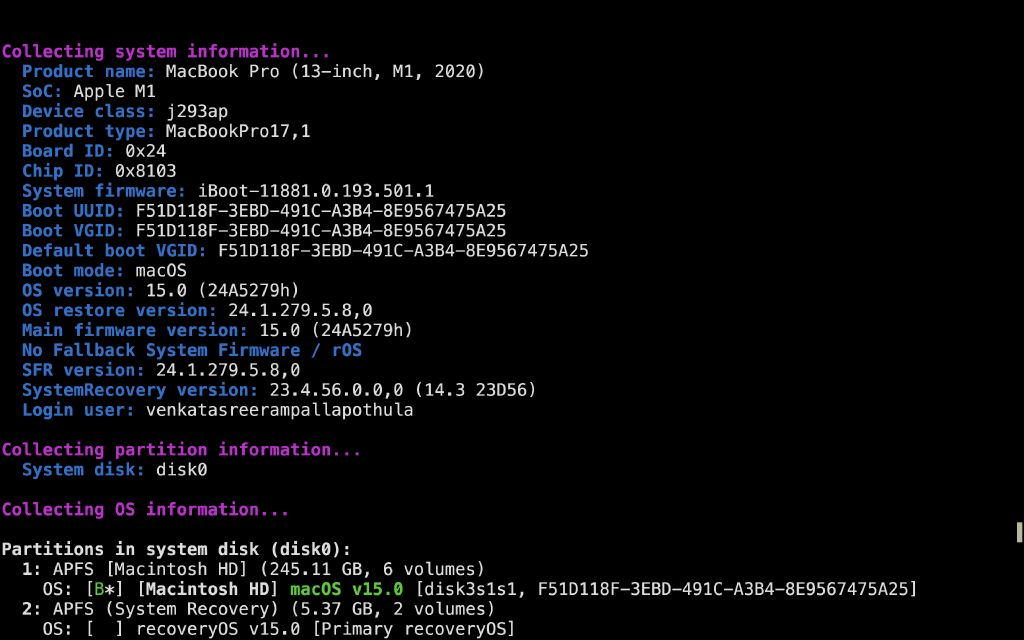 Collecting system information...
Product name: MacBook Pro (13-inch, M1, 2020)
SoC: Apple M1
Device class: j293ap
Product type: MacBookPro17,1
Board ID: 0x24
Chip ID: 0x8103
System firmware: iBoot-11881.0.193.501.1
Boot UUID: F51D118F-3EBD-491C-A3B4-8E9567475A25
Boot VGID: F51D118F-3EBD-491C-A3B4-8E9567475A25
Default boot VGID: F51D118F-3EBD-491C-A3B4-8E9567475A25
Boot mode: macOS
OS version: 15.0 (24A5279h)
OS restore version: 24.1.279.5.8,0
Main firmware version: 15.0 (24A5279h)
No Fallback System Firmware / rOS
SFR version: 24.1.279.5.8,0
SystemRecovery version: 23.4.56.0.0,0 (14.3 23D56)
Login user: venkatasreerampallapothula
Collecting partition information...
System disk: disk0
Collecting OS information...
Partitions in system disk (disk0):
1: APFS [Macintosh HD] (245.11 GB, 6 volumes)
OS: [B*] [Macintosh HD] macOS v15.0 [disk3s1s1, F51D118F-3EBD-491C-A3B4-8E9567475A25]
2: APFS (System Recovery) (5.37 GB, 2 volumes)
OS: [  ] recoveryOS v15.0 [Primary recoveryOS]